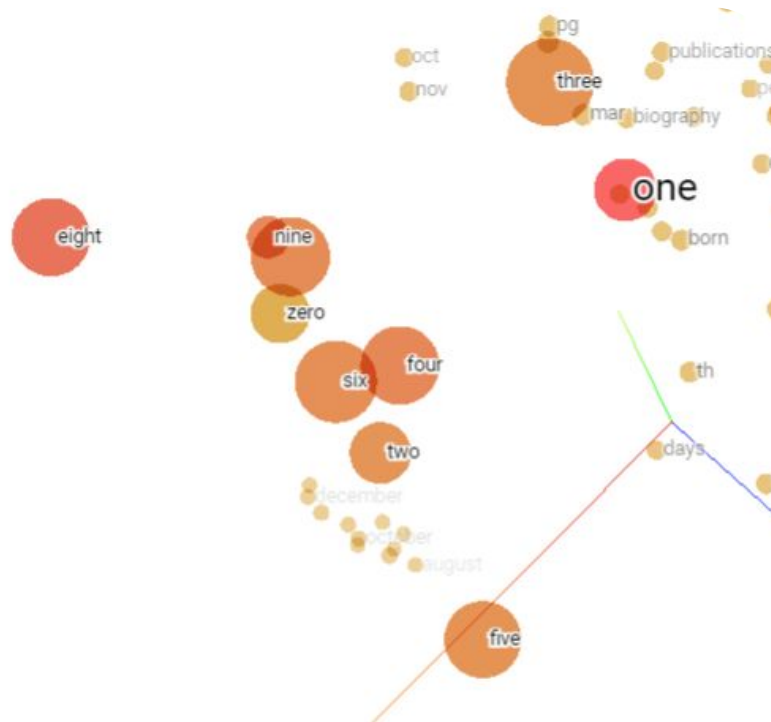 pg
oct
publications
three
nov
mar
biography
one
eight
nine
born
zero
four
six
th
two
days
december
october
august
five